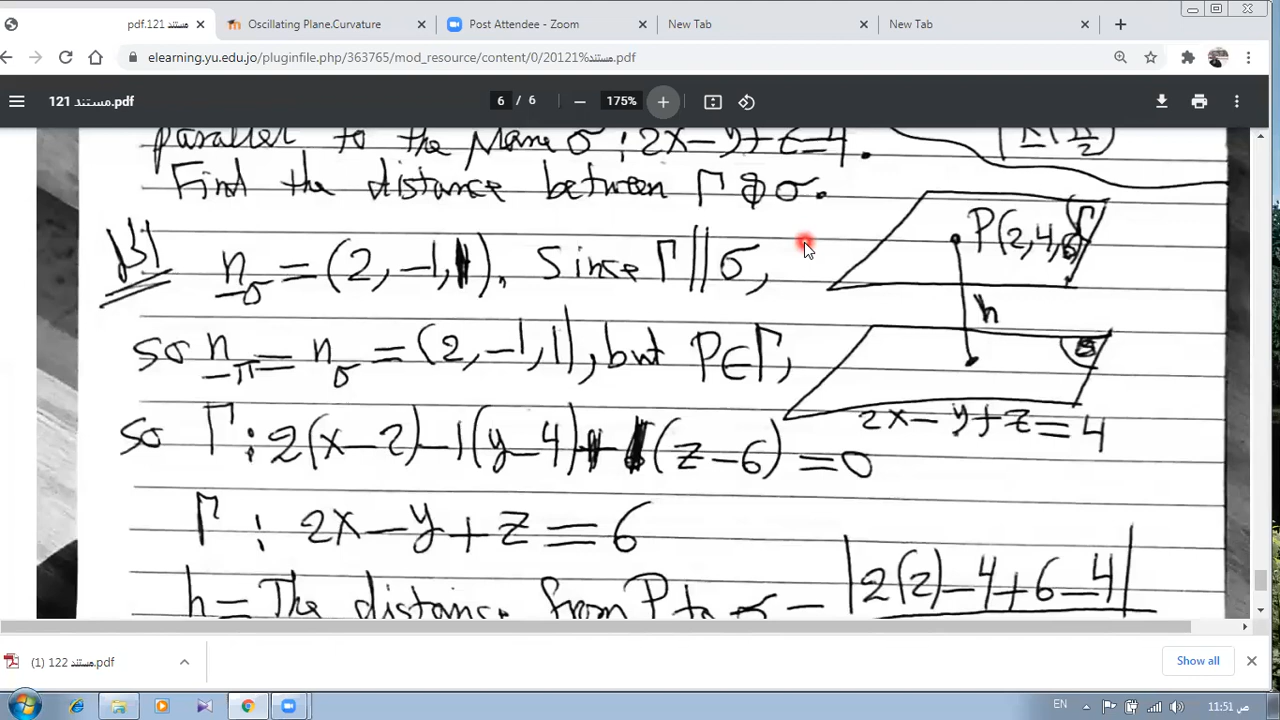 مستند 121.pdf
Oscillating Plane.Curvature
Post Attendee - Zoom
New Tab
New Tab
elearning.yu.edu.jo/pluginfile.php/363765/mod_resource/content/0/20121%مستند.pdf
مستند 121.pdf
6 / 6
175%
parallel to the plane σ : 2x-y+z=4.
Find the distance between Γ & σ.
P(2,4,6)
Γ
n_σ = (2,-1,1). Since Γ // σ,
h
so n_π = n_σ = (2,-1,1), but P∈Γ,
σ
2x-y+z=4
so Γ: 2(x-2)-1(y-4)+1(z-6)=0
Γ : 2x-y+z=6
h = The distance from P to σ = |2(2)-4+6-4|
مستند 122 (1).pdf
Show all
EN
11:51 ص